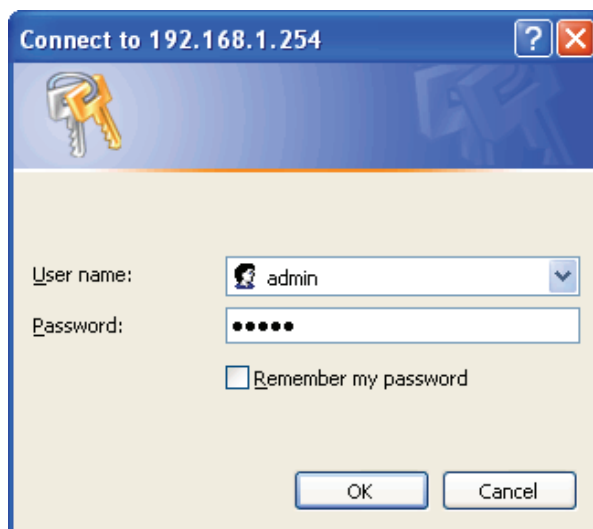 Connect to 192.168.1.254
?
User name:
admin
Password:
•••••
Remember my password
OK
Cancel